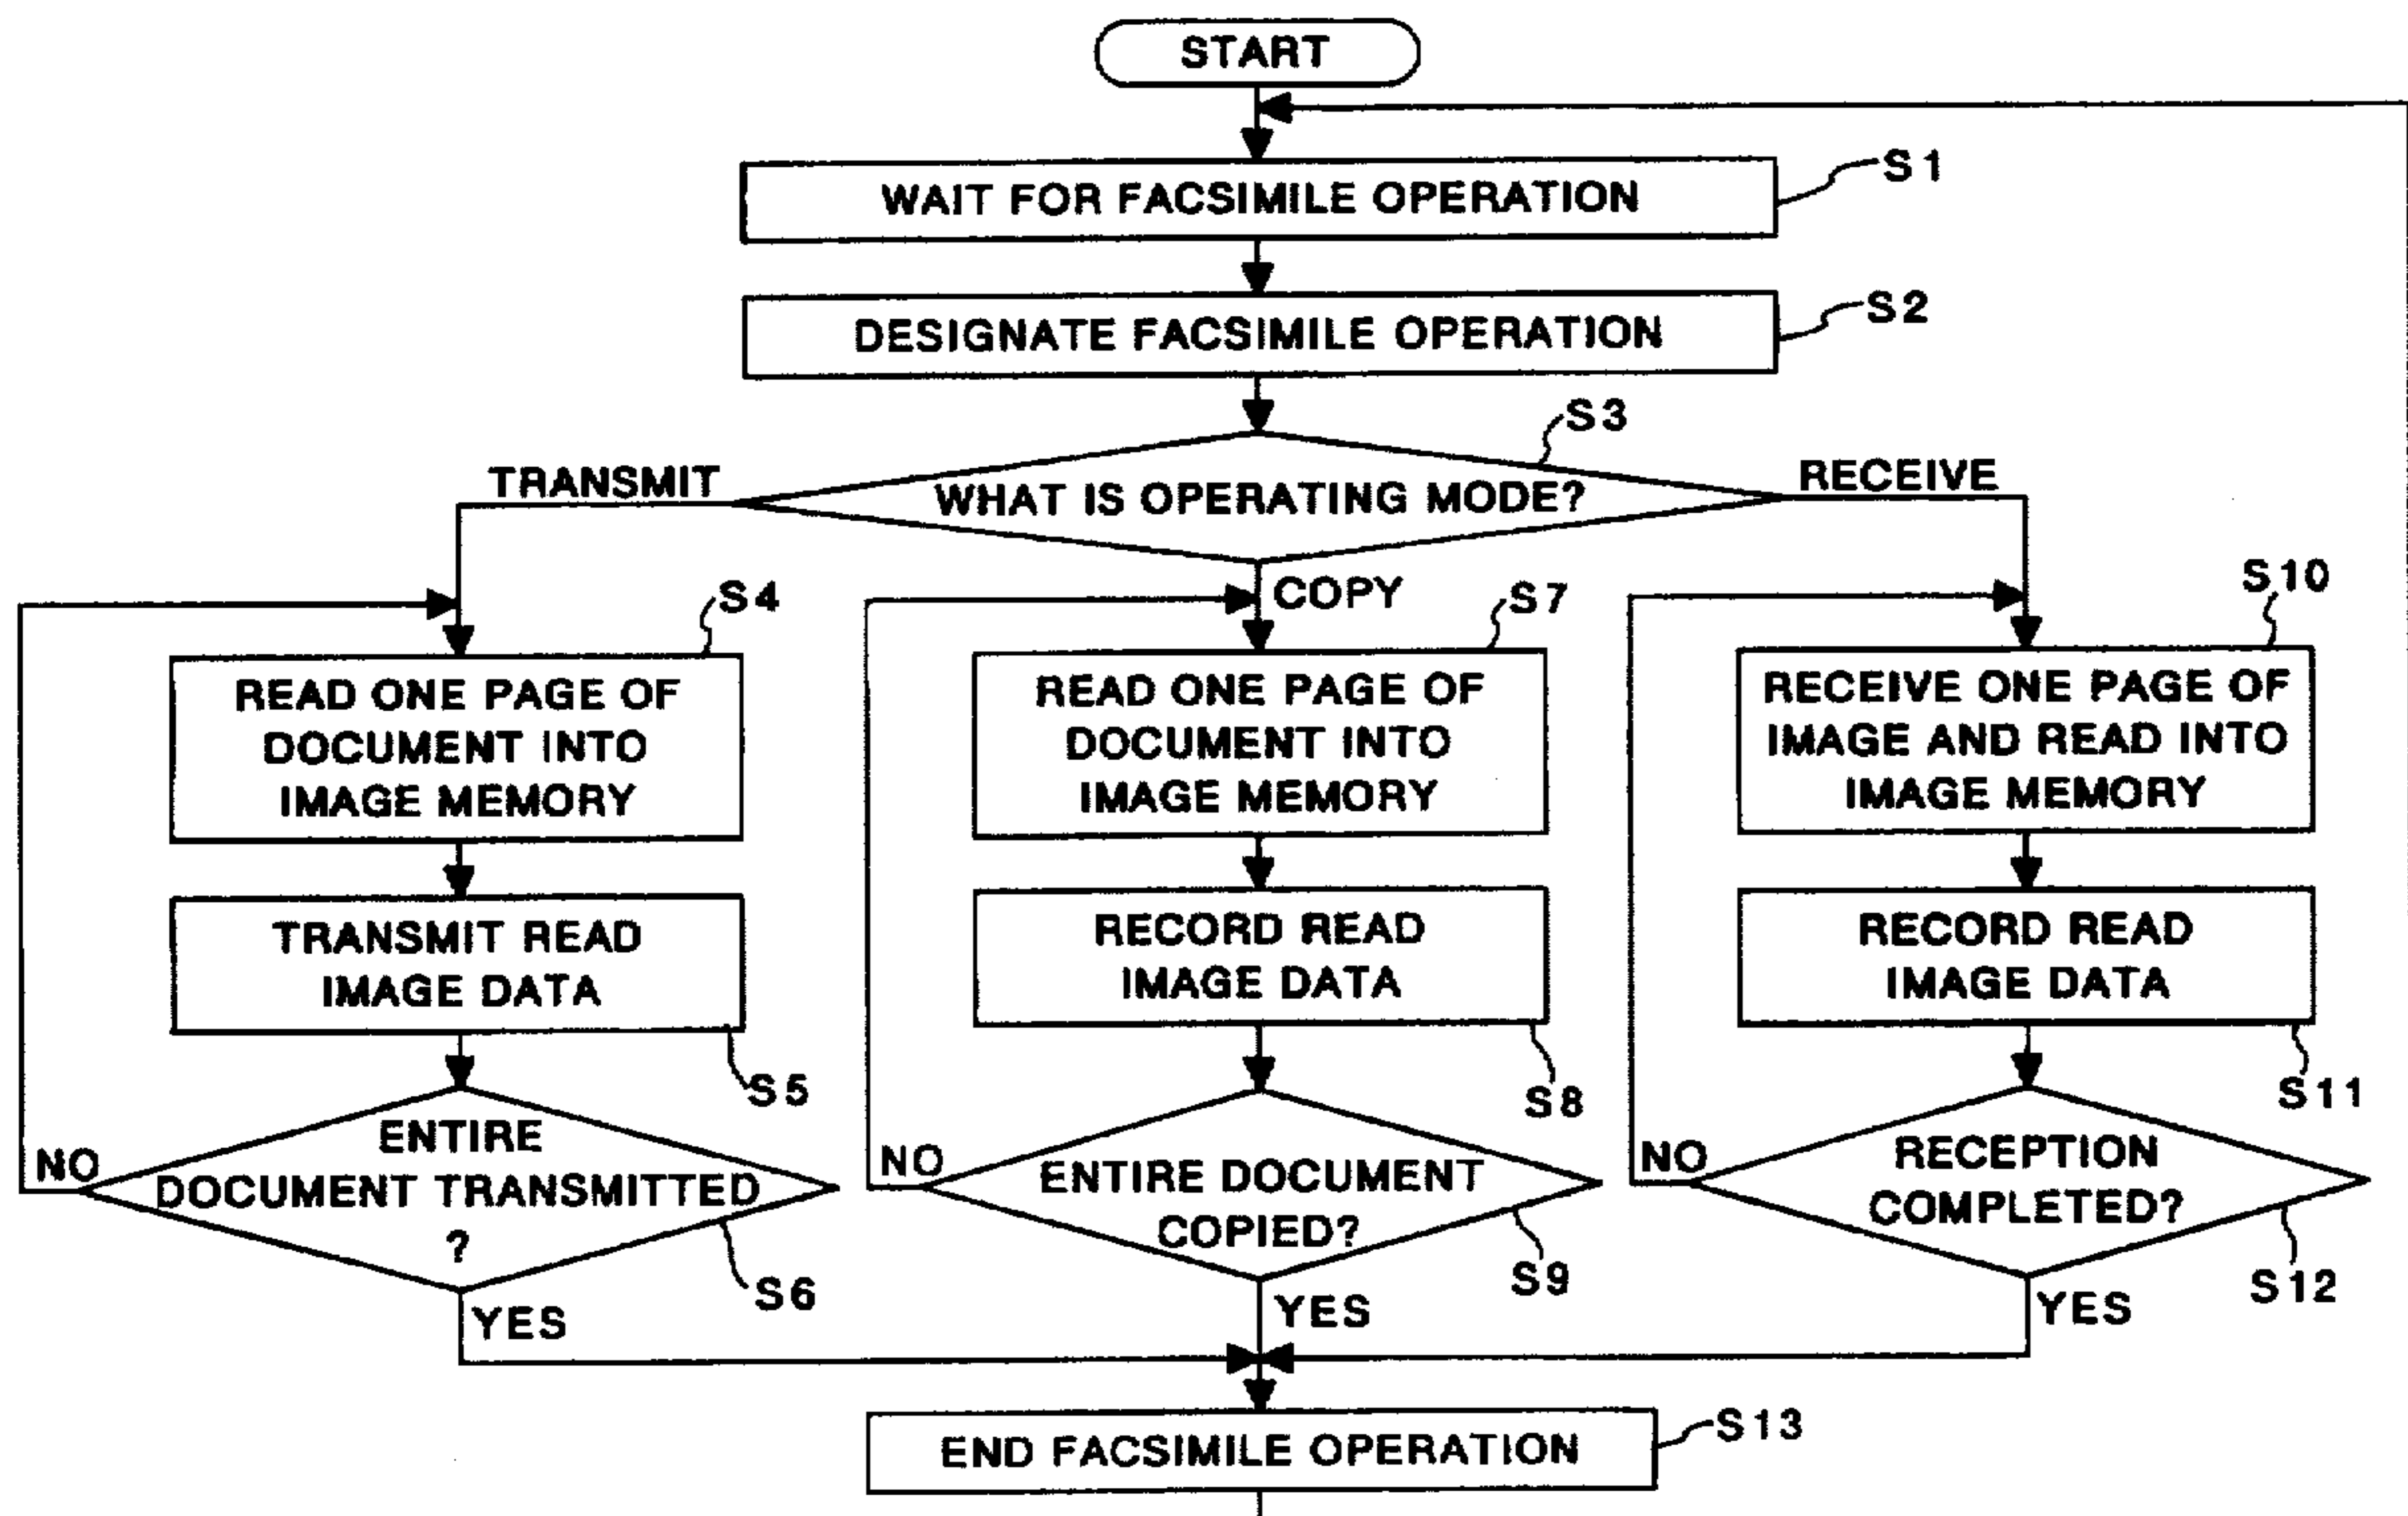 START
WAIT FOR FACSIMILE OPERATION
S1
DESIGNATE FACSIMILE OPERATION
S2
S3
WHAT IS OPERATING MODE?
TRANSMIT
COPY
RECEIVE
S4
READ ONE PAGE OF
DOCUMENT INTO
IMAGE MEMORY
TRANSMIT READ
IMAGE DATA
S5
ENTIRE
DOCUMENT TRANSMITTED
?
NO
S6
YES
S7
READ ONE PAGE OF
DOCUMENT INTO
IMAGE MEMORY
RECORD READ
IMAGE DATA
S8
NO
ENTIRE DOCUMENT
COPIED?
S9
YES
S10
RECEIVE ONE PAGE OF
IMAGE AND READ INTO
IMAGE MEMORY
RECORD READ
IMAGE DATA
S11
NO
RECEPTION
COMPLETED?
S12
YES
END FACSIMILE OPERATION
S13